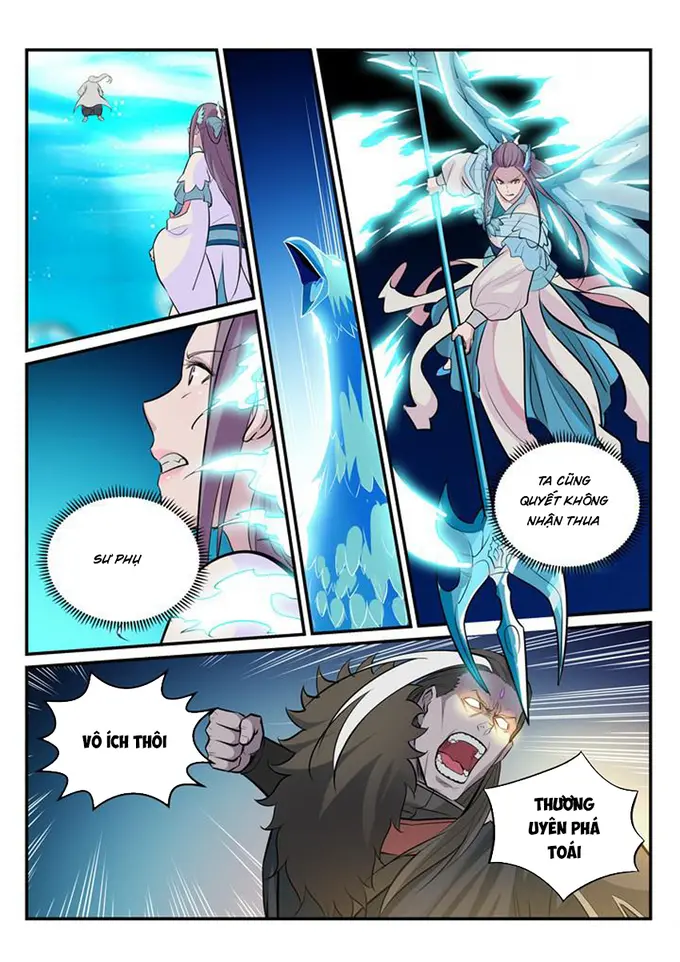 SƯ PHỤ
TA CŨNG
QUYẾT KHÔNG
NHẬN THUA
VÔ ÍCH THÔI
THƯƠNG
UYÊN PHÁ
TOÁI